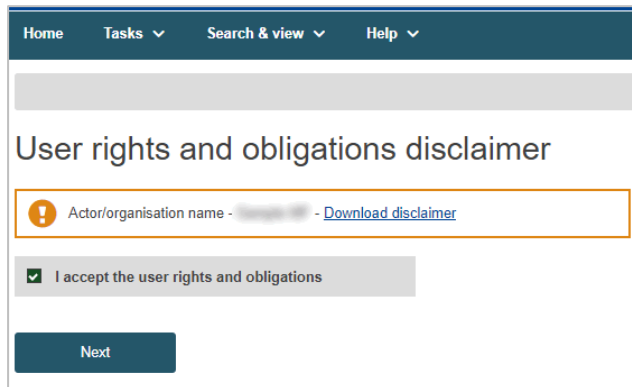 Home Tasks Search & view Help
User rights and obligations disclaimer
Actor/organisation name - - Download disclaimer
I accept the user rights and obligations
Next